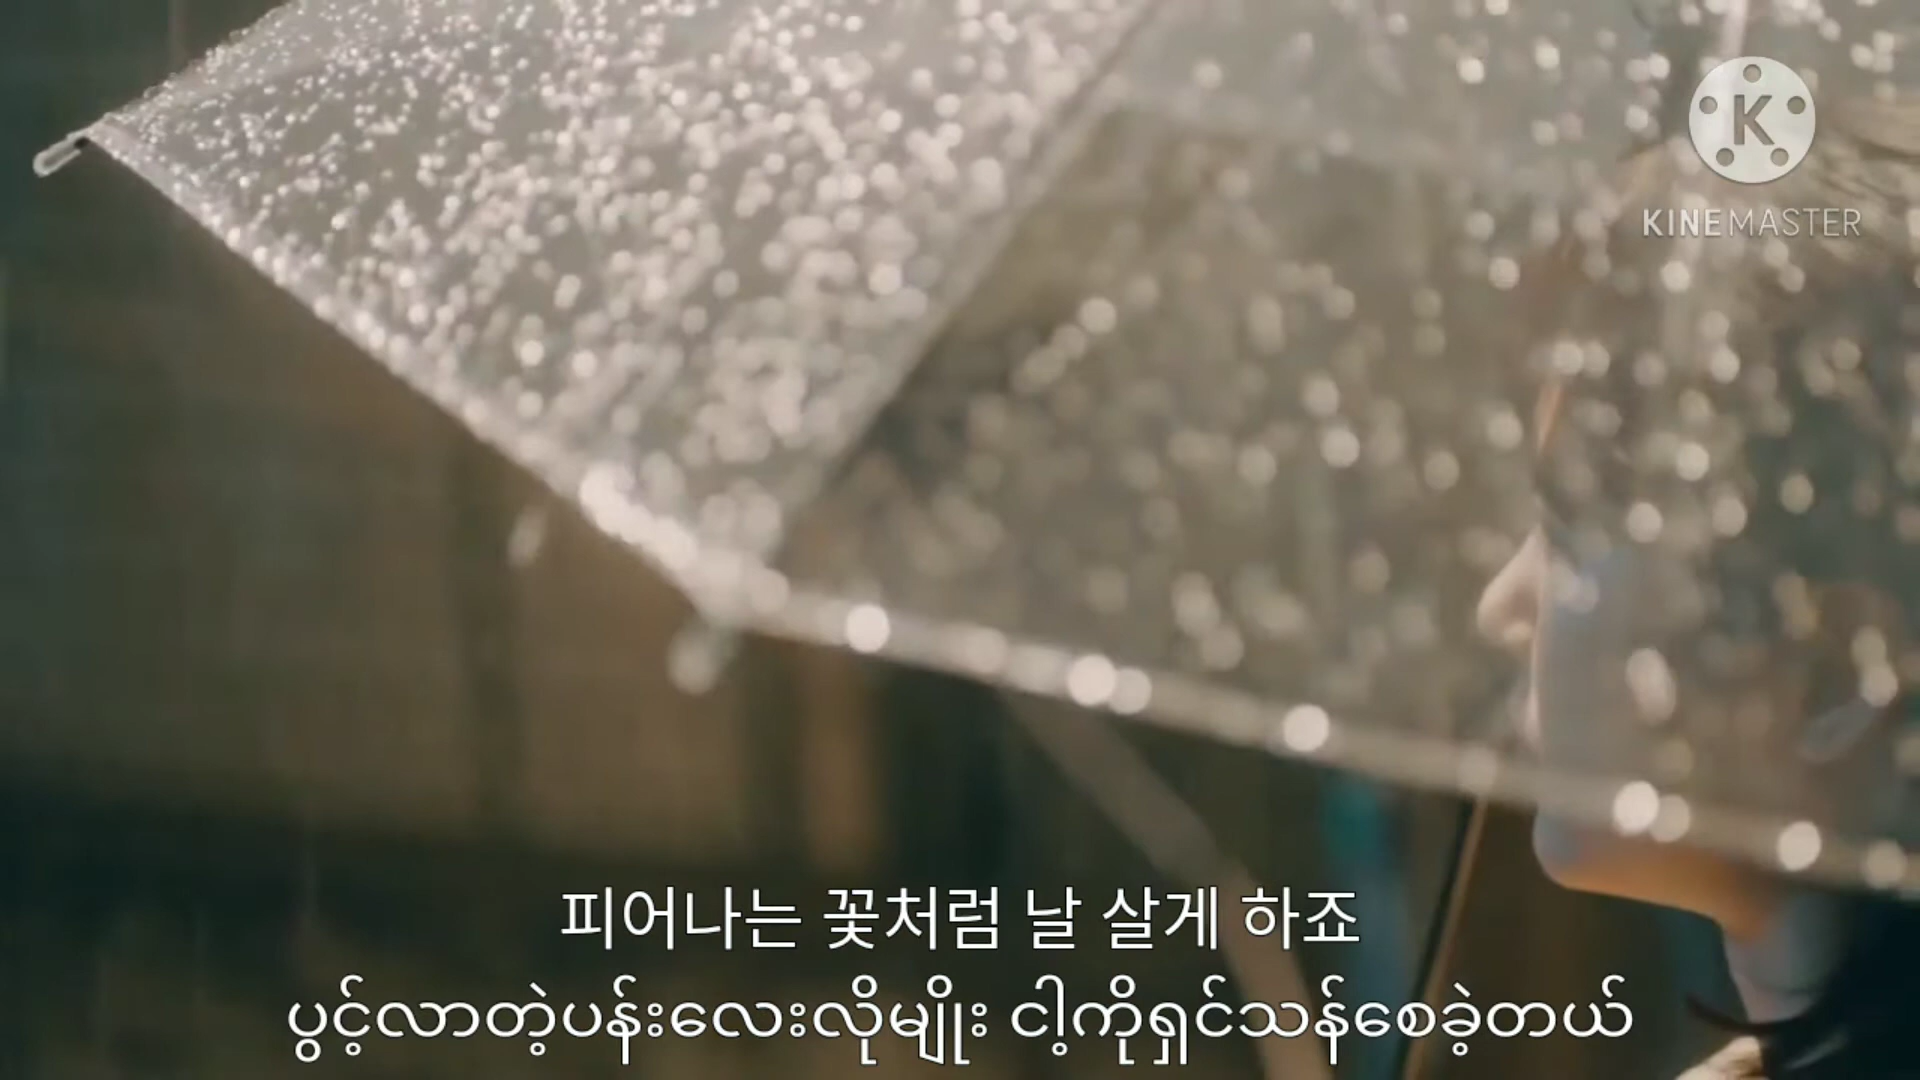 K
KINEMASTER
피어나는 꽃처럼 날 살게 하죠
ပွင့်လာတဲ့ပန်းလေးလိုမျိုး ငါ့ကိုရှင်သန်စေခဲ့တယ်